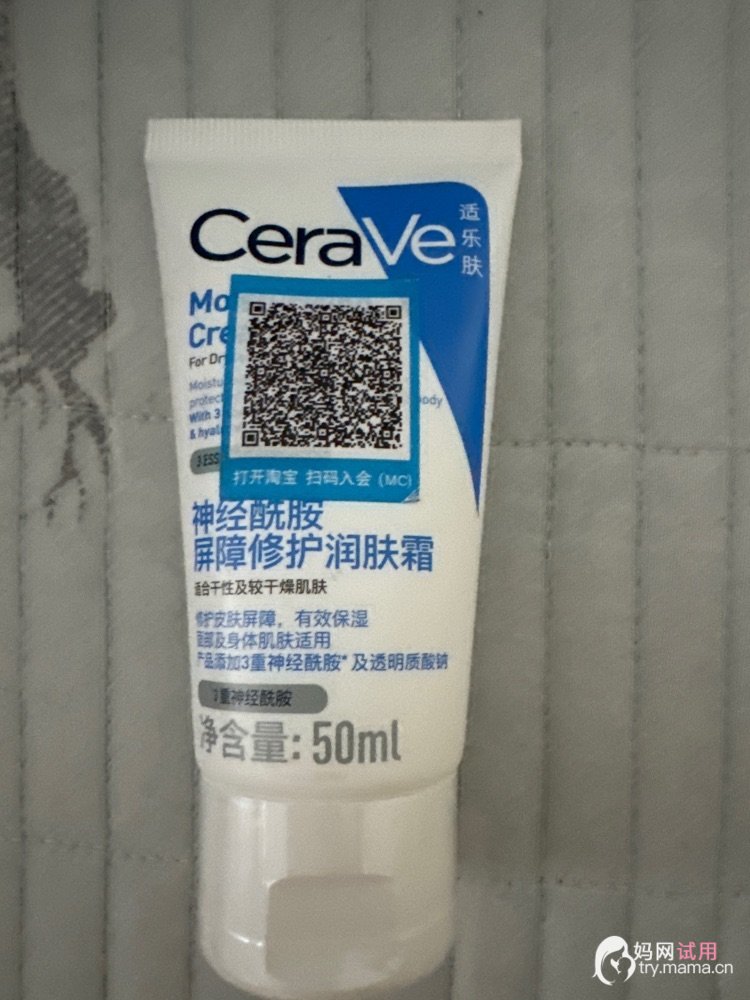 CeraVe
适乐肤
Mo
Cre
For Dr
Moistu
protec
body
With 3
& hyalu
3 ESS
打开淘宝 扫码入会 (MC)
神经酰胺
屏障修护润肤霜
适合干性及较干燥肌肤
修护皮肤屏障，有效保湿
面部及身体肌肤适用
产品添加3重神经酰胺*及透明质酸钠
3重神经酰胺
净含量: 50ml
妈网试用
try.mama.cn